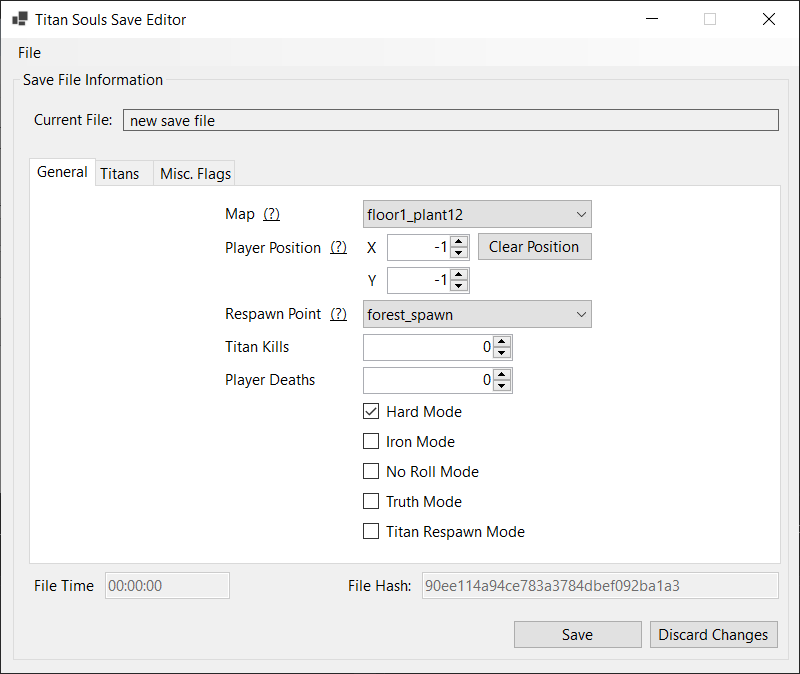 Titan Souls Save Editor
File
Save File Information
Current File: new save file
General Titans Misc. Flags
Map (?) floor1_plant12
Player Position (?) X -1 Clear Position
Y -1
Respawn Point (?) forest_spawn
Titan Kills 0
Player Deaths 0
Hard Mode
Iron Mode
No Roll Mode
Truth Mode
Titan Respawn Mode
File Time 00:00:00 File Hash: 90ee114a94ce783a3784dbef092ba1a3
Save Discard Changes